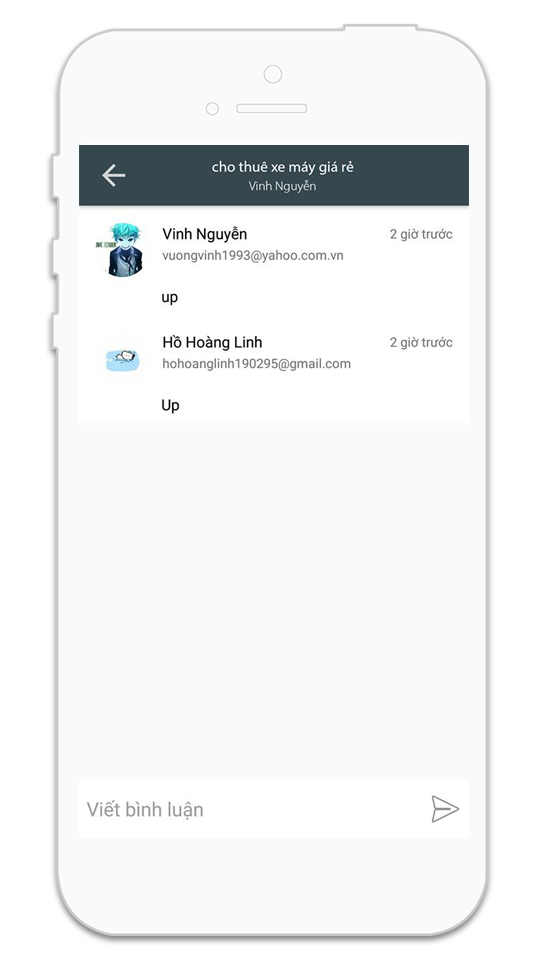 cho thuê xe máy giá rẻ
Vinh Nguyễn
Vinh Nguyễn
2 giờ trước
vuongvinh1993@yahoo.com.vn
up
Hồ Hoàng Linh
2 giờ trước
hohoanglinh190295@gmail.com
Up
Viết bình luận